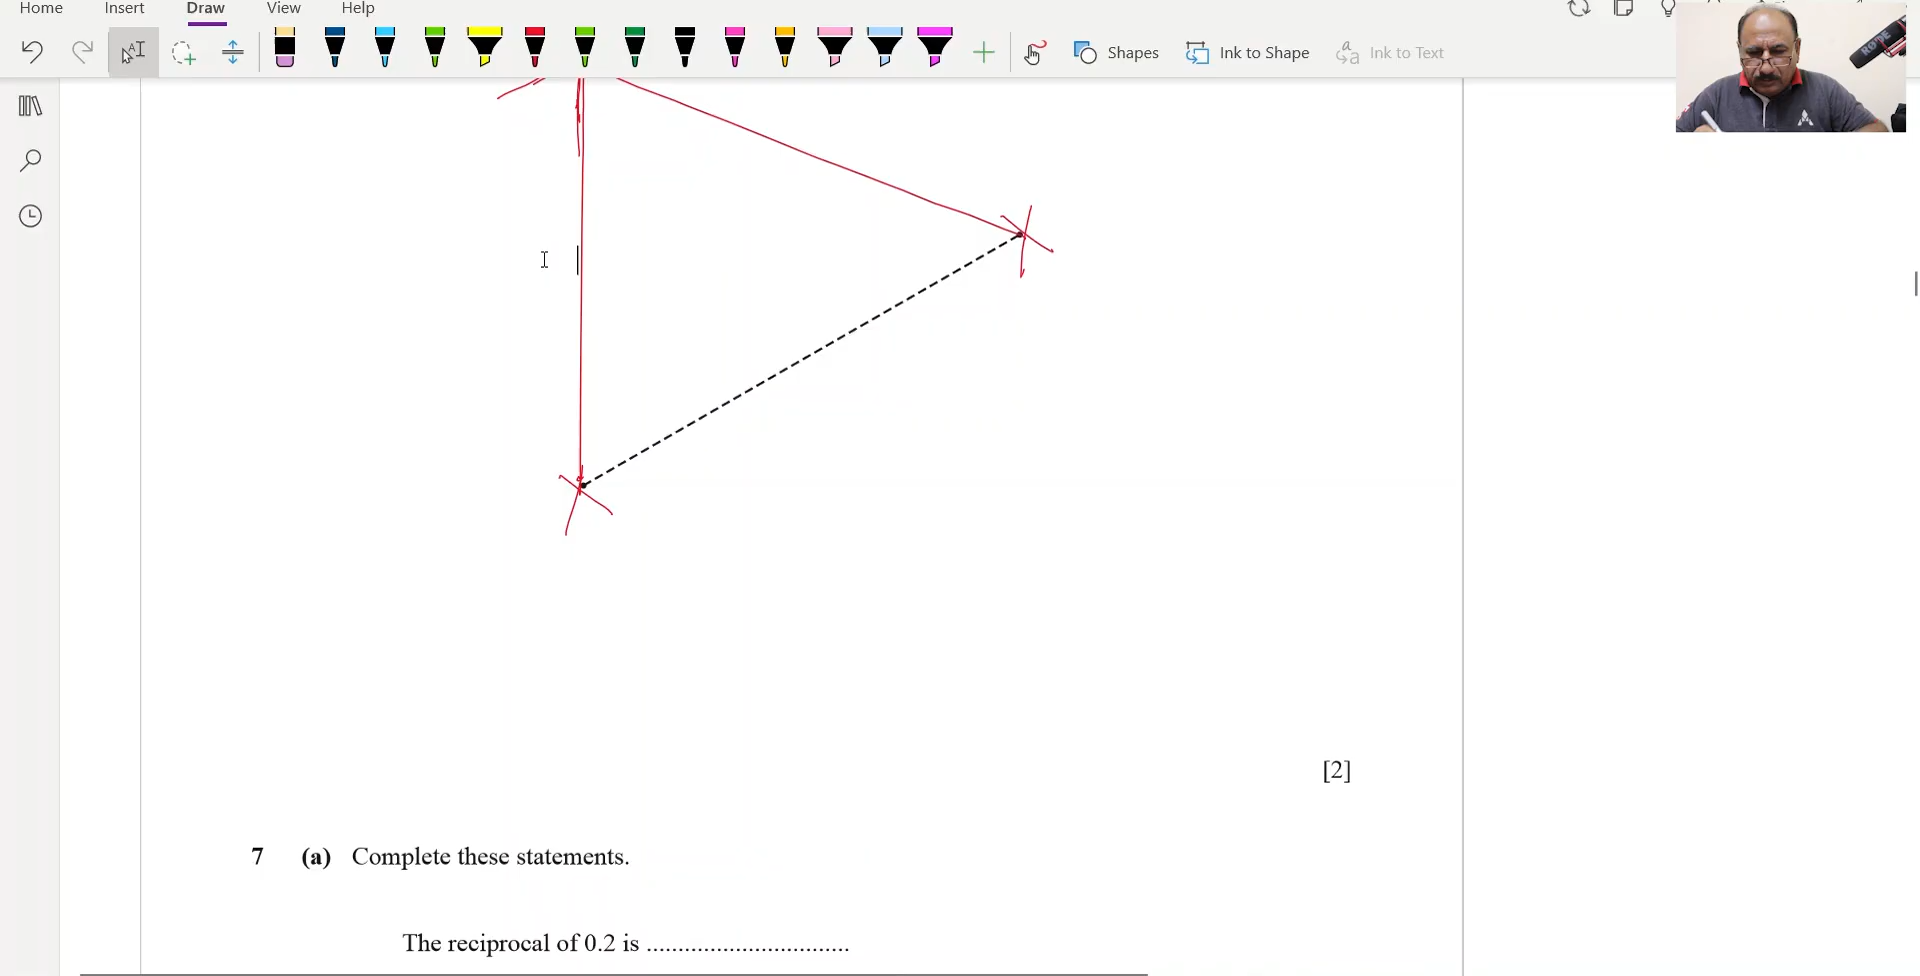 Home Insert Draw View Help
Shapes Ink to Shape Ink to Text
RØDE
[2]
7 (a) Complete these statements.
The reciprocal of 0.2 is ................................